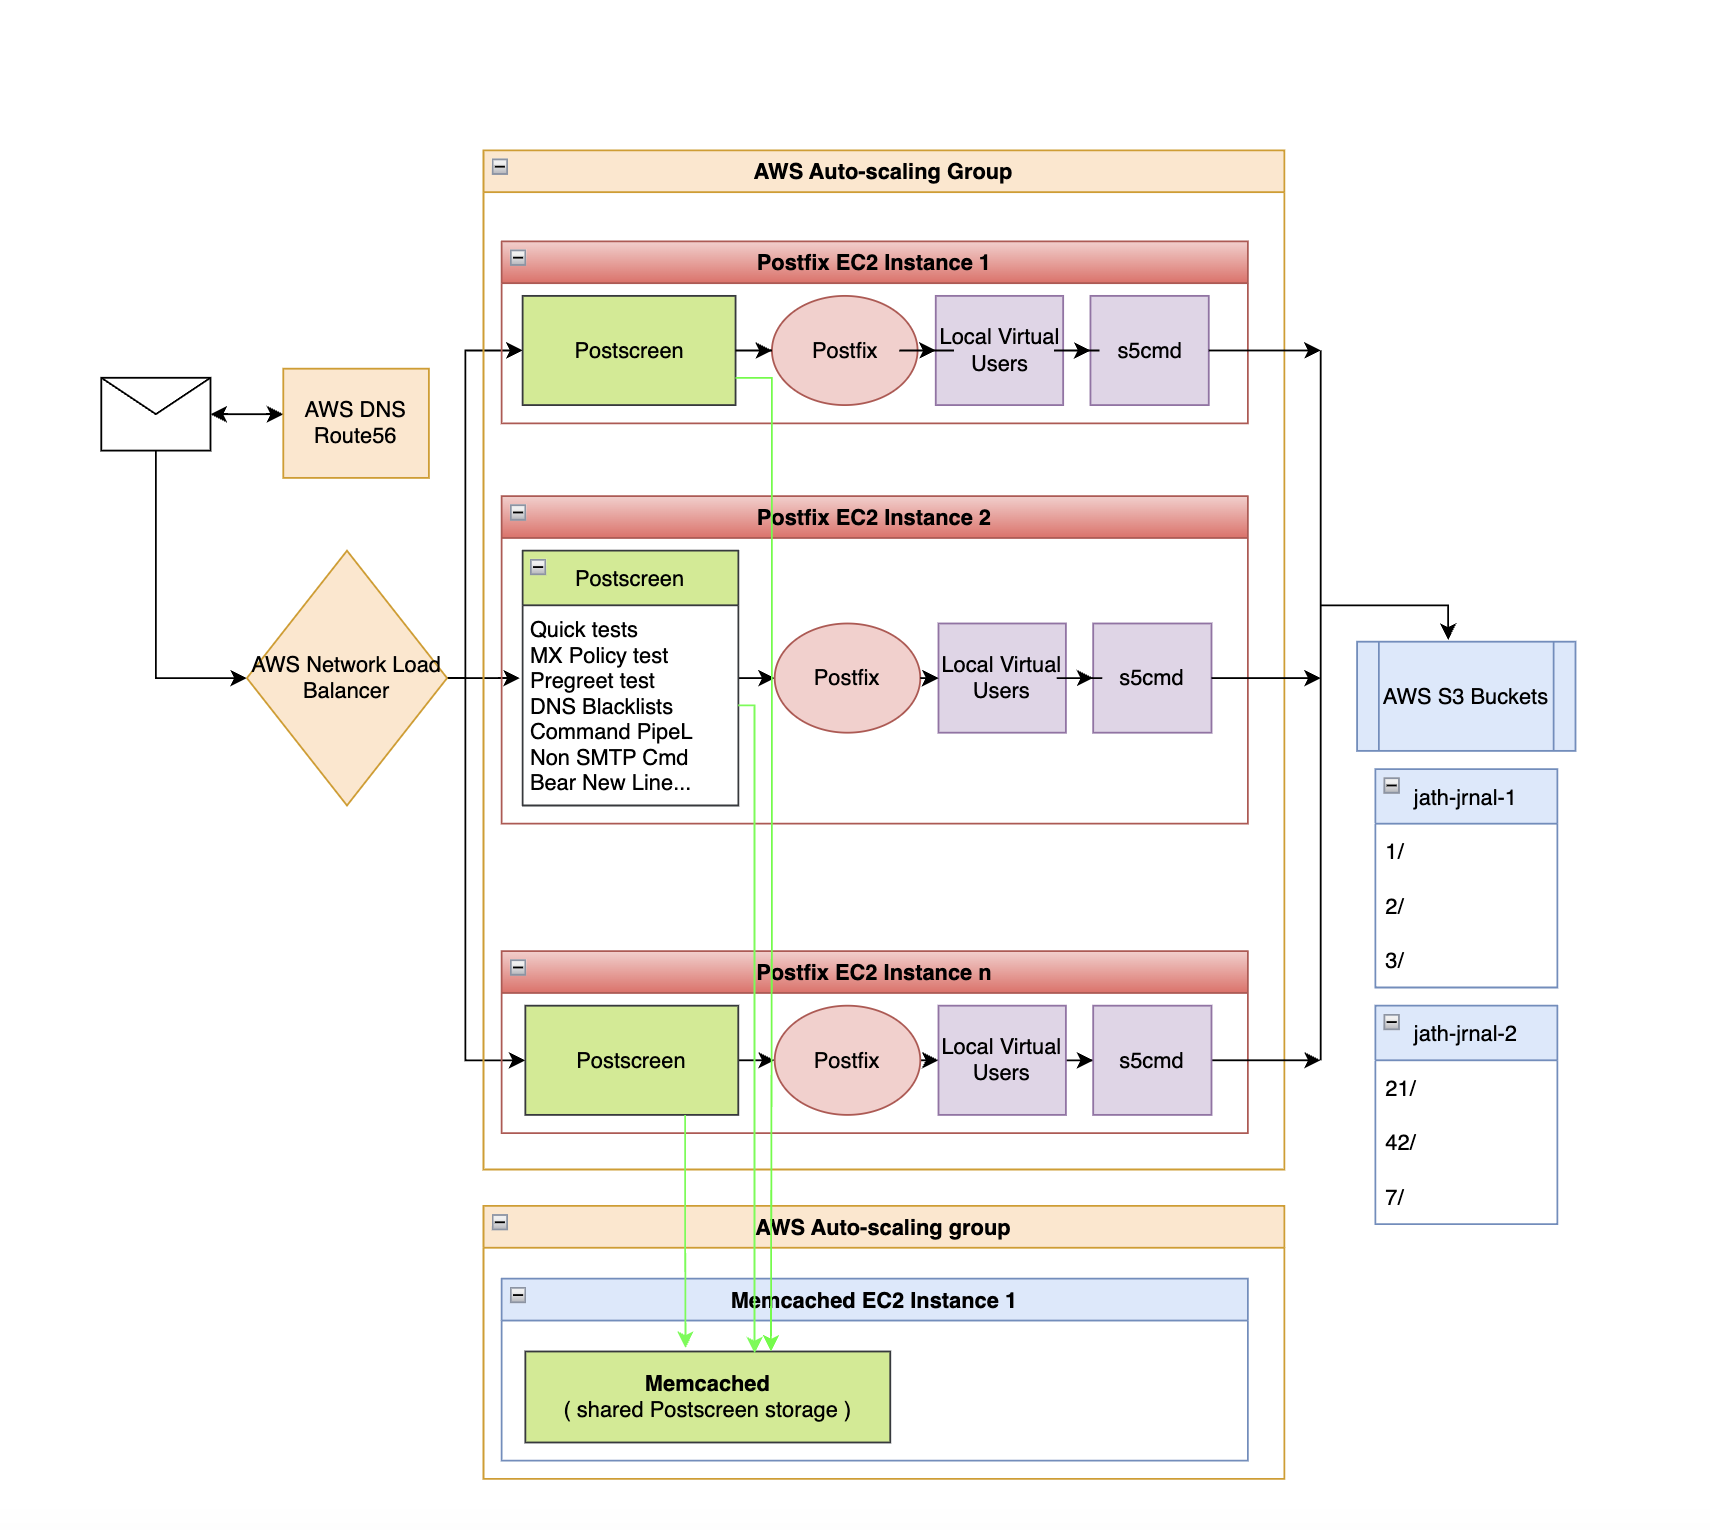 AWS Auto-scaling Group
Postfix EC2 Instance 1
Postscreen
Postfix
Local Virtual
Users
s5cmd
AWS DNS
Route56
Postfix EC2 Instance 2
Postscreen
Quick tests
MX Policy test
Pregreet test
DNS Blacklists
Command PipeL
Non SMTP Cmd
Bear New Line...
Postfix
Local Virtual
Users
s5cmd
AWS Network Load
Balancer
AWS S3 Buckets
jath-jrnal-1
1/
2/
3/
Postfix EC2 Instance n
Postscreen
Postfix
Local Virtual
Users
s5cmd
jath-jrnal-2
21/
42/
7/
AWS Auto-scaling group
Memcached EC2 Instance 1
Memcached
( shared Postscreen storage )